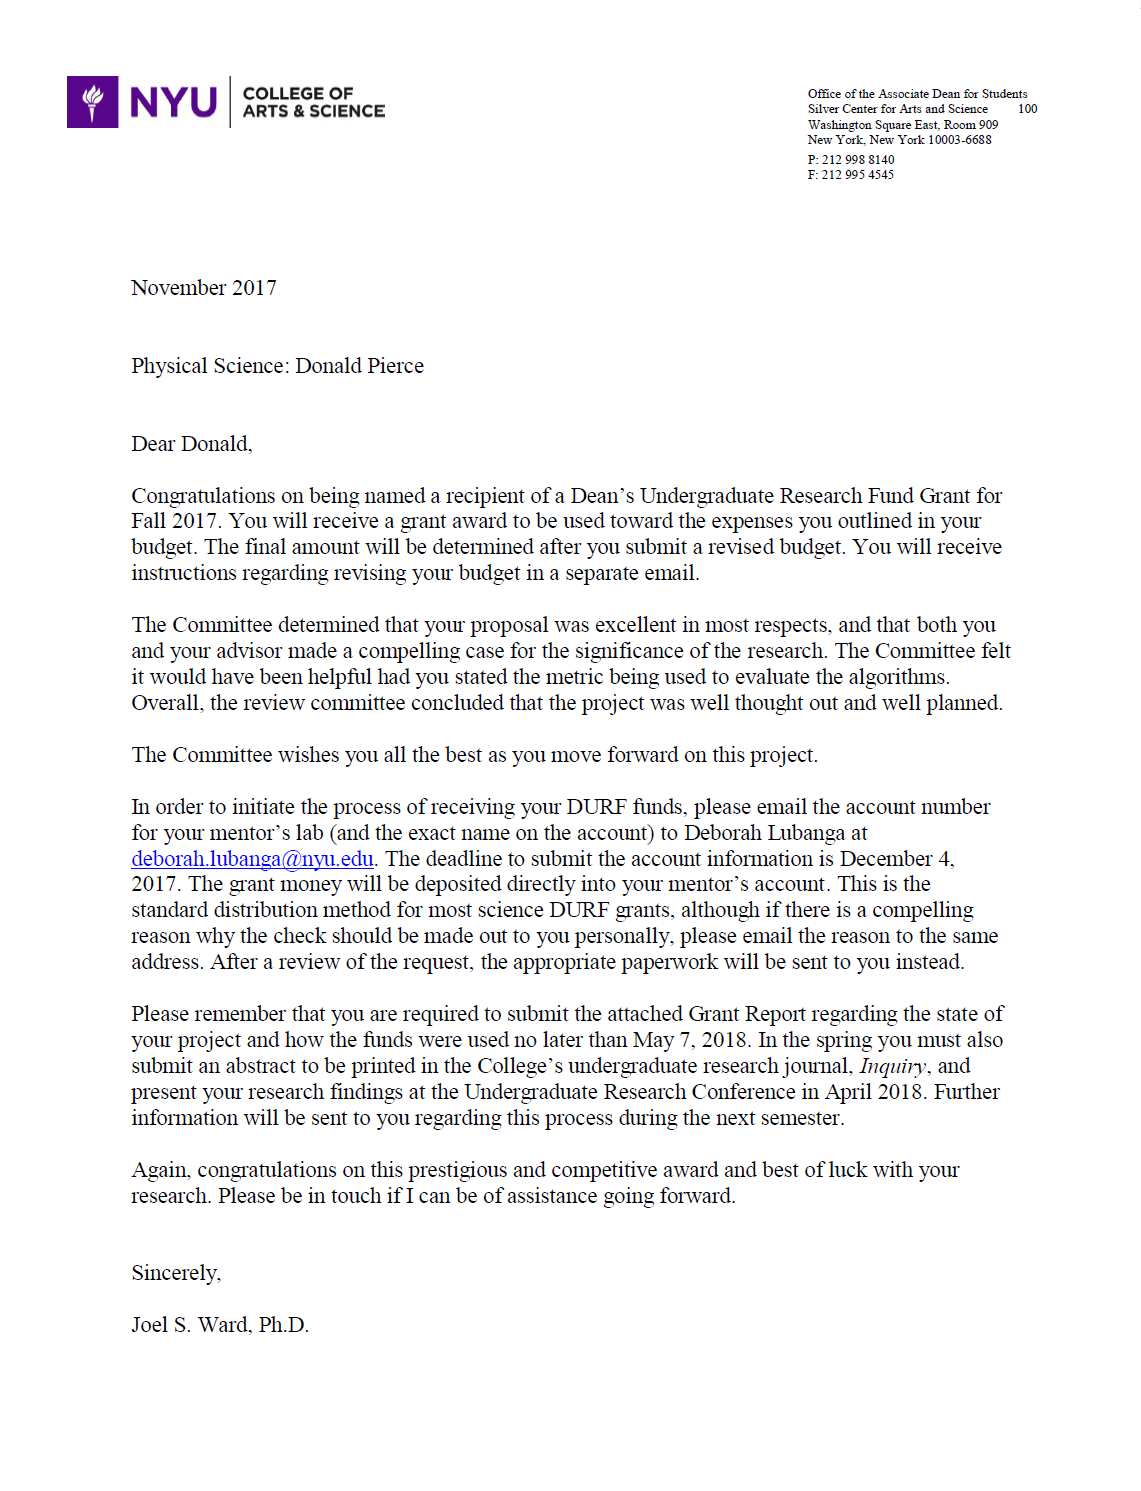 NYU
COLLEGE OF
ARTS & SCIENCE
Office of the Associate Dean for Students
Silver Center for Arts and Science 100
Washington Square East, Room 909
New York, New York 10003-6688
P: 212 998 8140
F: 212 995 4545
November 2017
Physical Science: Donald Pierce
Dear Donald,
Congratulations on being named a recipient of a Dean’s Undergraduate Research Fund Grant for
Fall 2017. You will receive a grant award to be used toward the expenses you outlined in your
budget. The final amount will be determined after you submit a revised budget. You will receive
instructions regarding revising your budget in a separate email.
The Committee determined that your proposal was excellent in most respects, and that both you
and your advisor made a compelling case for the significance of the research. The Committee felt
it would have been helpful had you stated the metric being used to evaluate the algorithms.
Overall, the review committee concluded that the project was well thought out and well planned.
The Committee wishes you all the best as you move forward on this project.
In order to initiate the process of receiving your DURF funds, please email the account number
for your mentor’s lab (and the exact name on the account) to Deborah Lubanga at
deborah.lubanga@nyu.edu. The deadline to submit the account information is December 4,
2017. The grant money will be deposited directly into your mentor’s account. This is the
standard distribution method for most science DURF grants, although if there is a compelling
reason why the check should be made out to you personally, please email the reason to the same
address. After a review of the request, the appropriate paperwork will be sent to you instead.
Please remember that you are required to submit the attached Grant Report regarding the state of
your project and how the funds were used no later than May 7, 2018. In the spring you must also
submit an abstract to be printed in the College’s undergraduate research journal, Inquiry, and
present your research findings at the Undergraduate Research Conference in April 2018. Further
information will be sent to you regarding this process during the next semester.
Again, congratulations on this prestigious and competitive award and best of luck with your
research. Please be in touch if I can be of assistance going forward.
Sincerely,
Joel S. Ward, Ph.D.